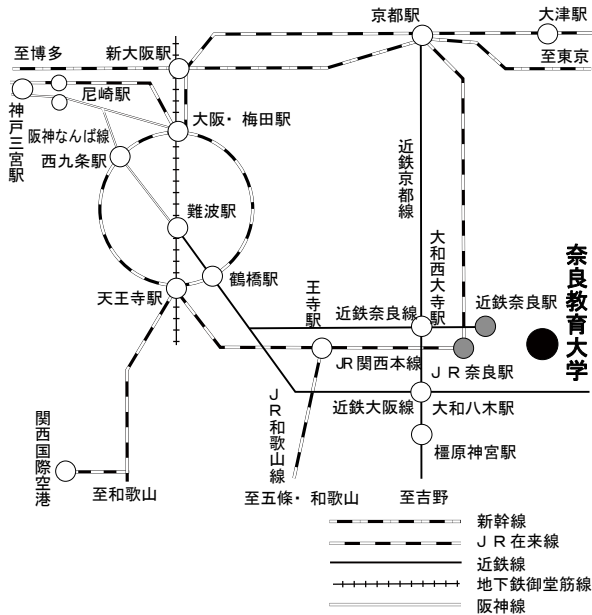 京都駅
大津駅
至博多
新大阪駅
至東京
尼崎駅
神戸三宮駅
大阪・梅田駅
阪神なんば線
西九条駅
近鉄京都線
難波駅
大和西大寺駅
奈良教育大学
鶴橋駅
天王寺駅
王寺駅
近鉄奈良線
近鉄奈良駅
JR関西本線
ＪＲ奈良駅
ＪＲ和歌山線
近鉄大阪線
大和八木駅
関西国際空港
橿原神宮駅
至和歌山
至五條・和歌山
至吉野
新幹線
ＪＲ在来線
近鉄線
地下鉄御堂筋線
阪神線